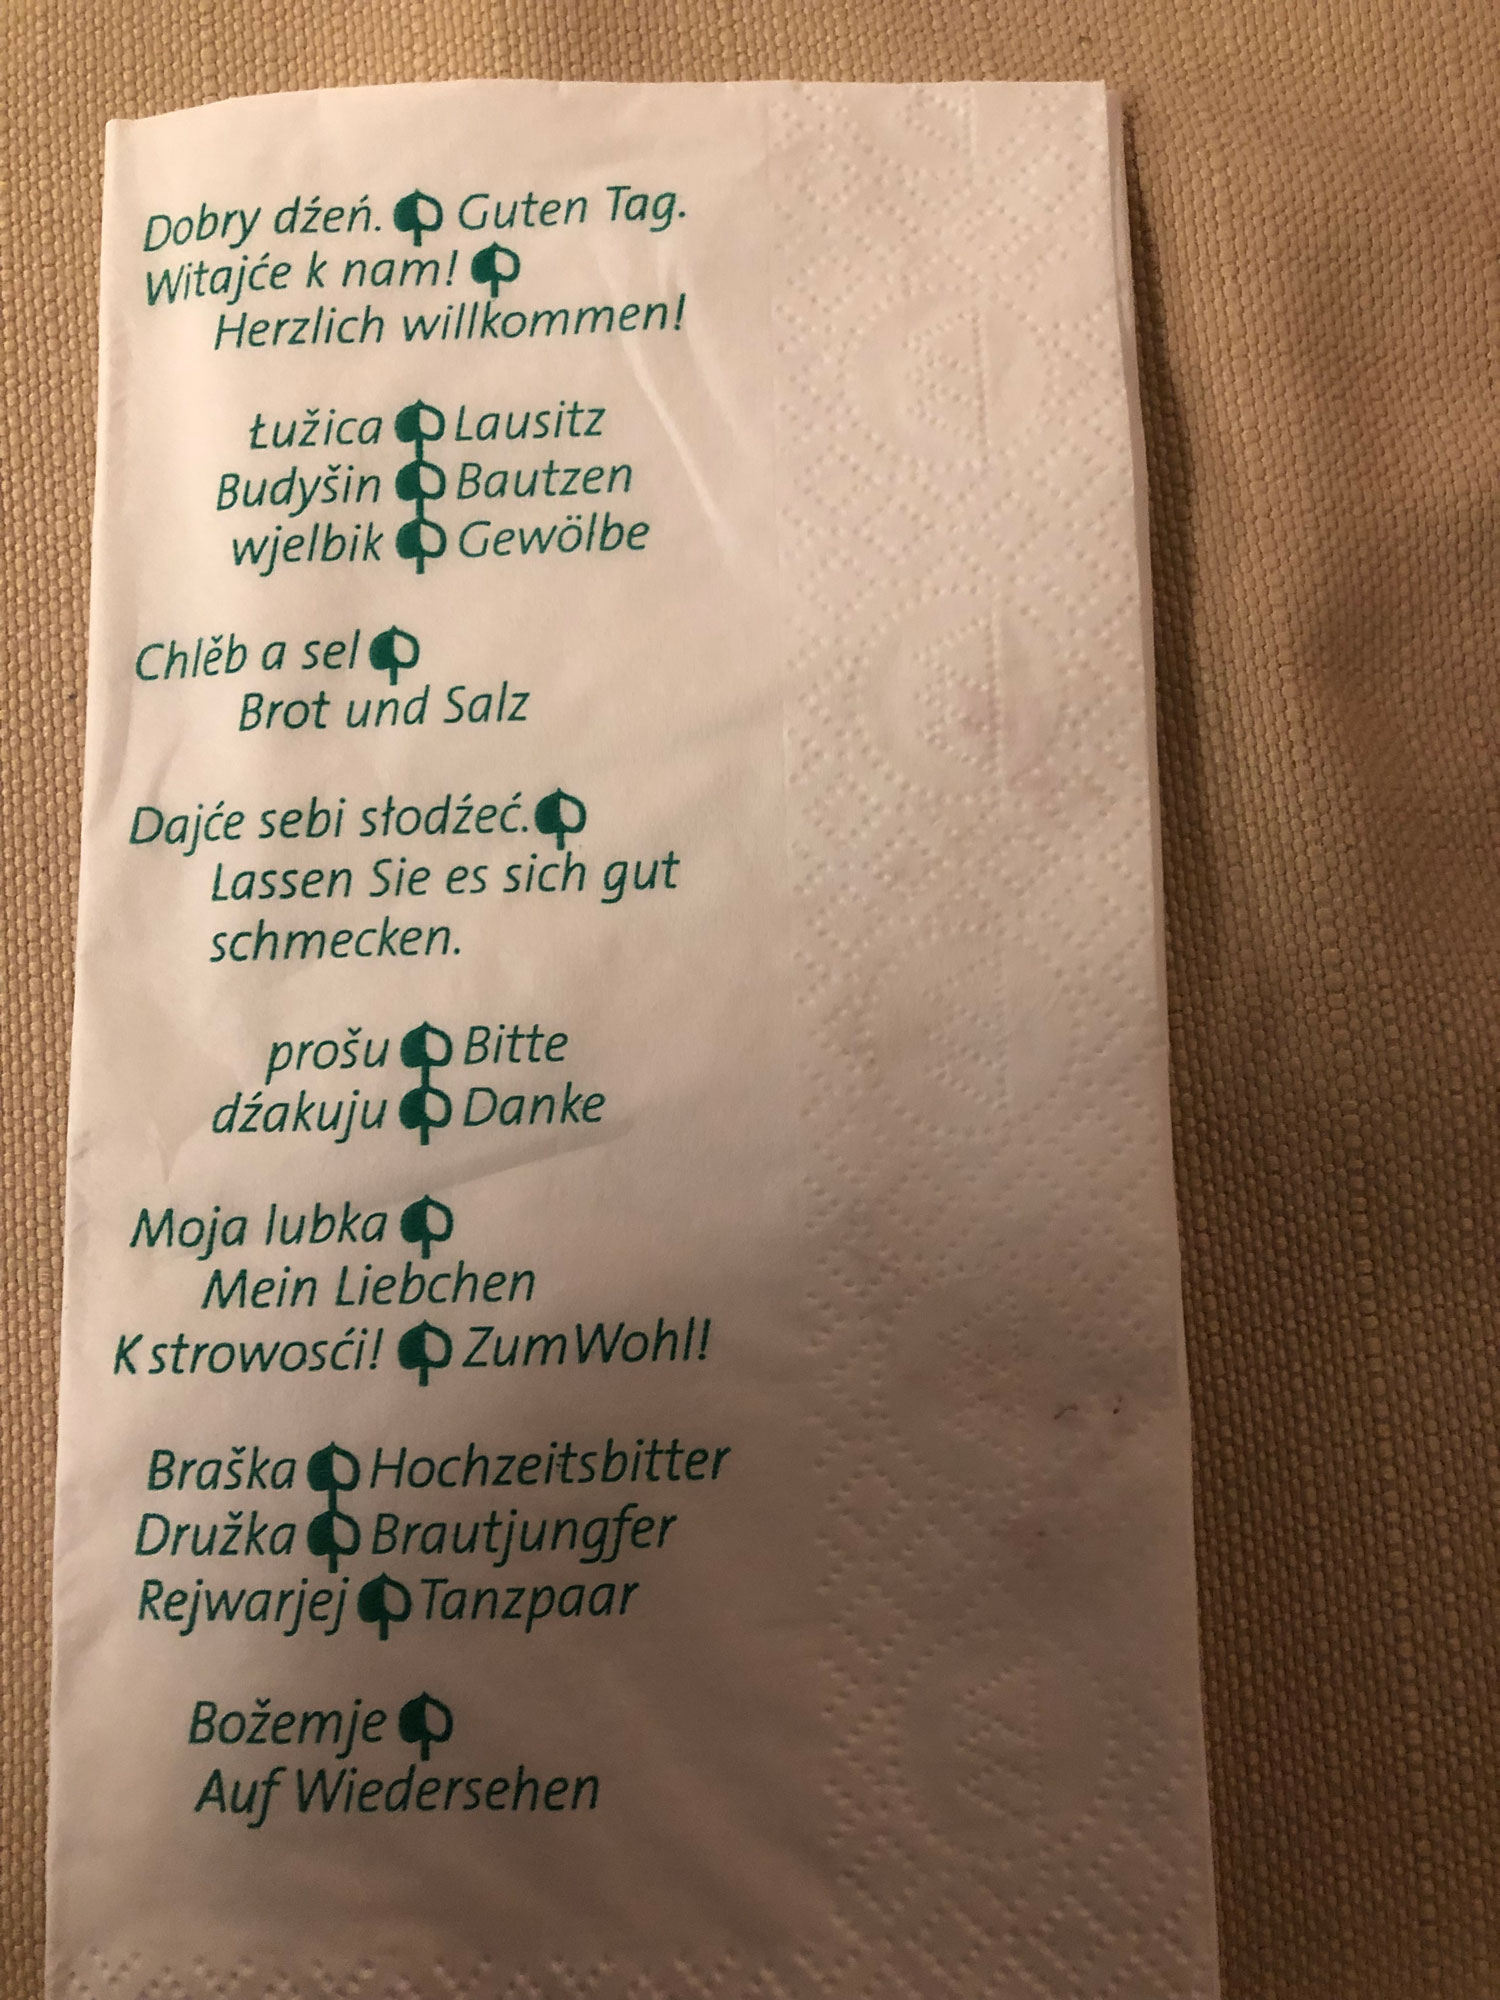 Dobry dźeń. Guten Tag.
Witajće k nam!
Herzlich willkommen!
Łužica Lausitz
Budyšin Bautzen
wjelbik Gewölbe
Chlěb a sel
Brot und Salz
Dajće sebi słodźeć.
Lassen Sie es sich gut
schmecken.
prošu Bitte
dźakuju Danke
Moja lubka
Mein Liebchen
K strowosći! Zum Wohl!
Braška Hochzeitsbitter
Družka Brautjungfer
Rejwarjej Tanzpaar
Božemje
Auf Wiedersehen